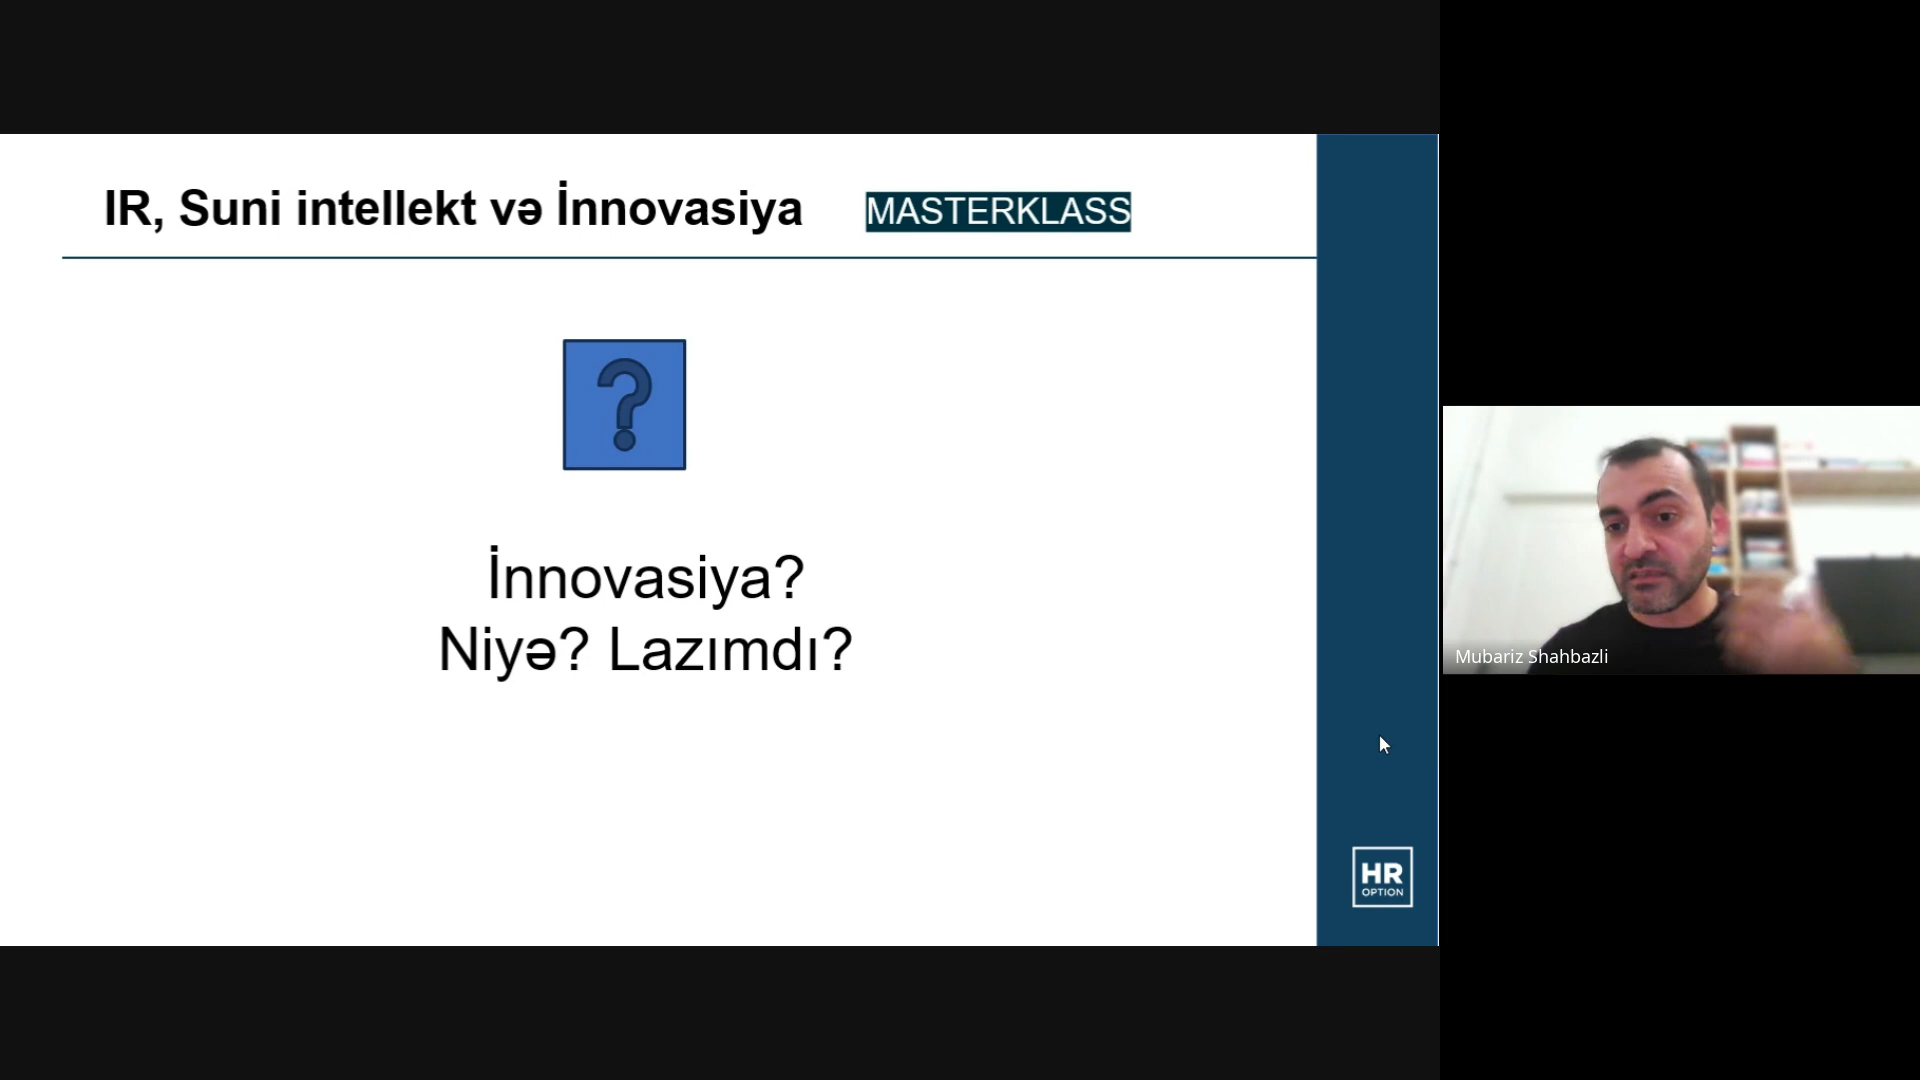 IR, Suni intellekt və İnnovasiya MASTERKLASS
?
İnnovasiya?
Niyə? Lazımdı?
HR
OPTION
Mubariz Shahbazli